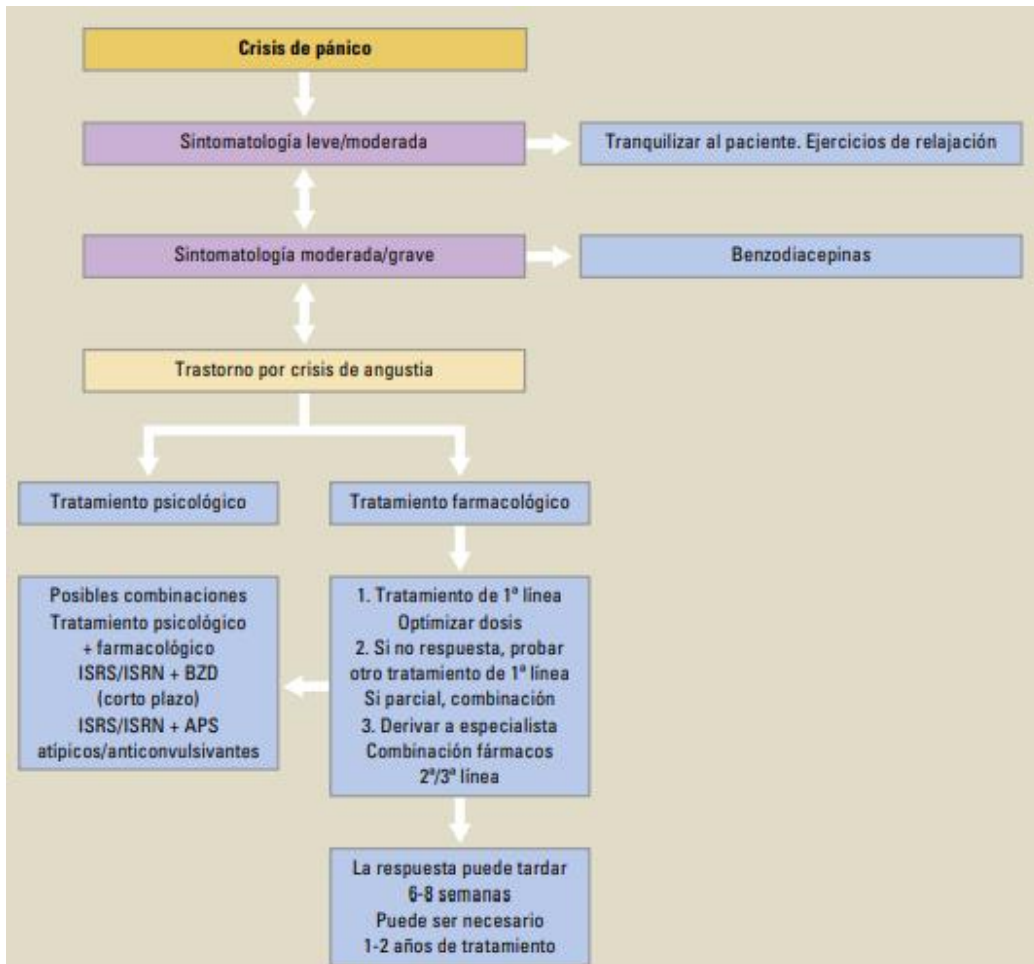 Crisis de pánico
Sintomatología leve/moderada
Tranquilizar al paciente. Ejercicios de relajación
Sintomatología moderada/grave
Benzodiacepinas
Trastorno por crisis de angustia
Tratamiento psicológico
Tratamiento farmacológico
Posibles combinaciones
Tratamiento psicológico
+ farmacológico
ISRS/ISRN + BZD
(corto plazo)
ISRS/ISRN + APS
atípicos/anticonvulsivantes
1. Tratamiento de 1ª línea
Optimizar dosis
2. Si no respuesta, probar
otro tratamiento de 1ª línea
Si parcial, combinación
3. Derivar a especialista
Combinación fármacos
2ª/3ª línea
La respuesta puede tardar
6-8 semanas
Puede ser necesario
1-2 años de tratamiento